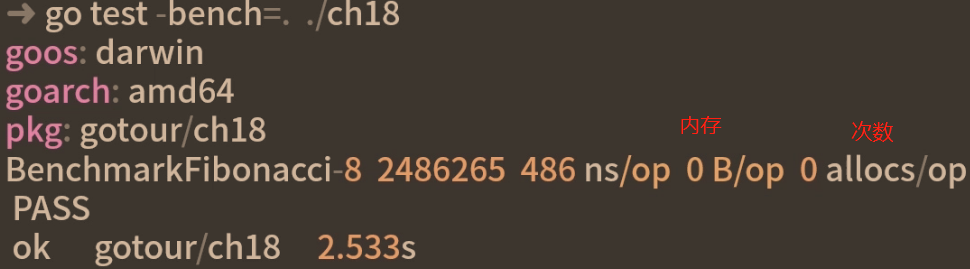 ➜ go test -bench=. ./ch18
goos: darwin
goarch: amd64
pkg: gotour/ch18
内存 次数
BenchmarkFibonacci-8 2486265 486 ns/op 0 B/op 0 allocs/op
PASS
ok gotour/ch18 2.533s